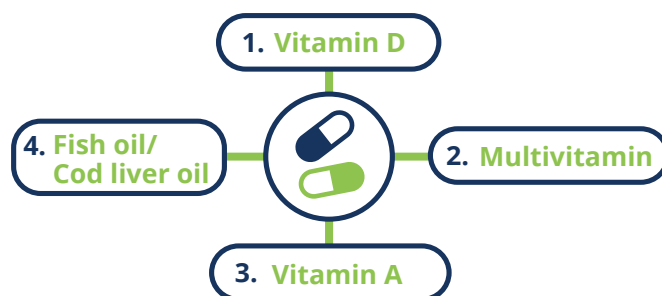 1. Vitamin D
2. Multivitamin
3. Vitamin A
4. Fish oil/
Cod liver oil